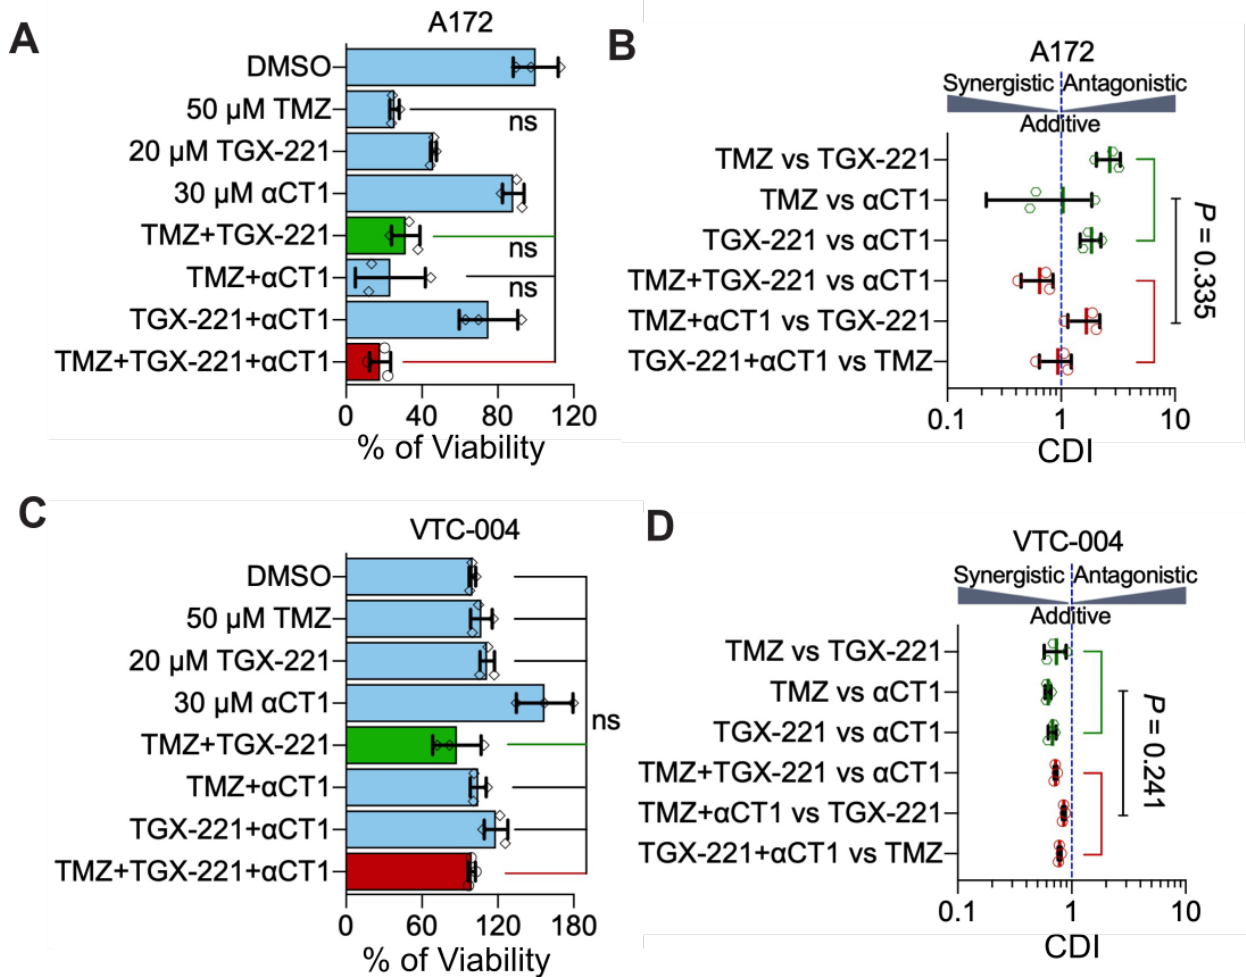 A
A172
DMSO
50 µM TMZ
ns
20 µM TGX-221
30 µM αCT1
TMZ+TGX-221
ns
TMZ+αCT1
ns
TGX-221+αCT1
TMZ+TGX-221+αCT1
0 40 80 120
% of Viability
B
A172
Synergistic Antagonistic
Additive
TMZ vs TGX-221
TMZ vs αCT1
TGX-221 vs αCT1
TMZ+TGX-221 vs αCT1
TMZ+αCT1 vs TGX-221
TGX-221+αCT1 vs TMZ
P = 0.335
0.1 1 10
CDI
C
VTC-004
DMSO
50 µM TMZ
20 µM TGX-221
30 µM αCT1
ns
TMZ+TGX-221
TMZ+αCT1
TGX-221+αCT1
TMZ+TGX-221+αCT1
0 60 120 180
% of Viability
D
VTC-004
Synergistic Antagonistic
Additive
TMZ vs TGX-221
TMZ vs αCT1
TGX-221 vs αCT1
TMZ+TGX-221 vs αCT1
TMZ+αCT1 vs TGX-221
TGX-221+αCT1 vs TMZ
P = 0.241
0.1 1 10
CDI